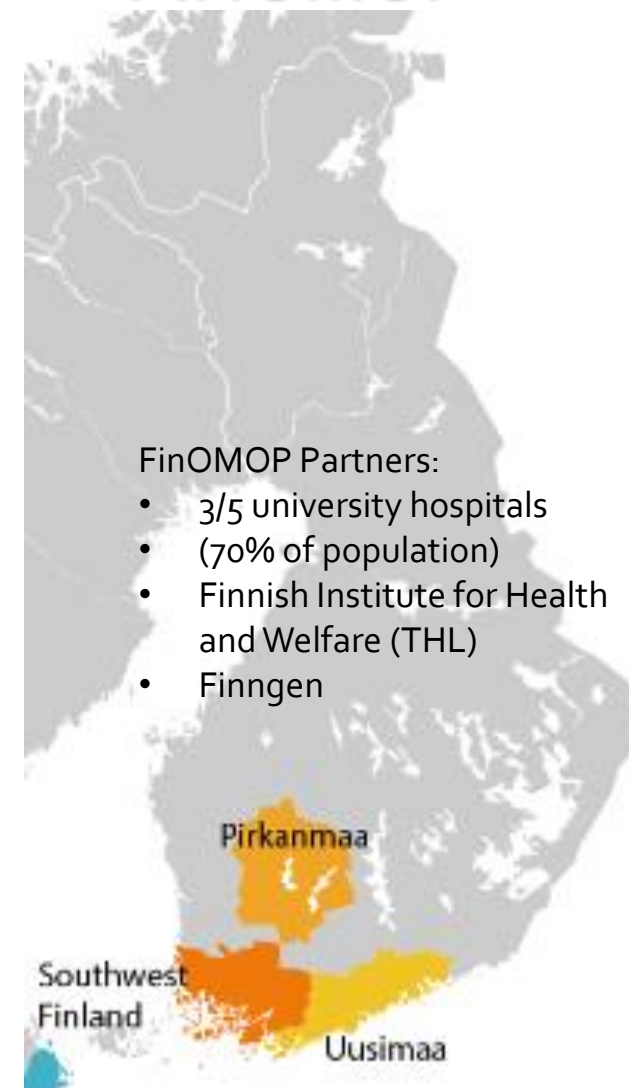 FinOMOP Partners:
• 3/5 university hospitals
• (70% of population)
• Finnish Institute for Health
and Welfare (THL)
• Finngen
Pirkanmaa
Southwest
Finland
Uusimaa